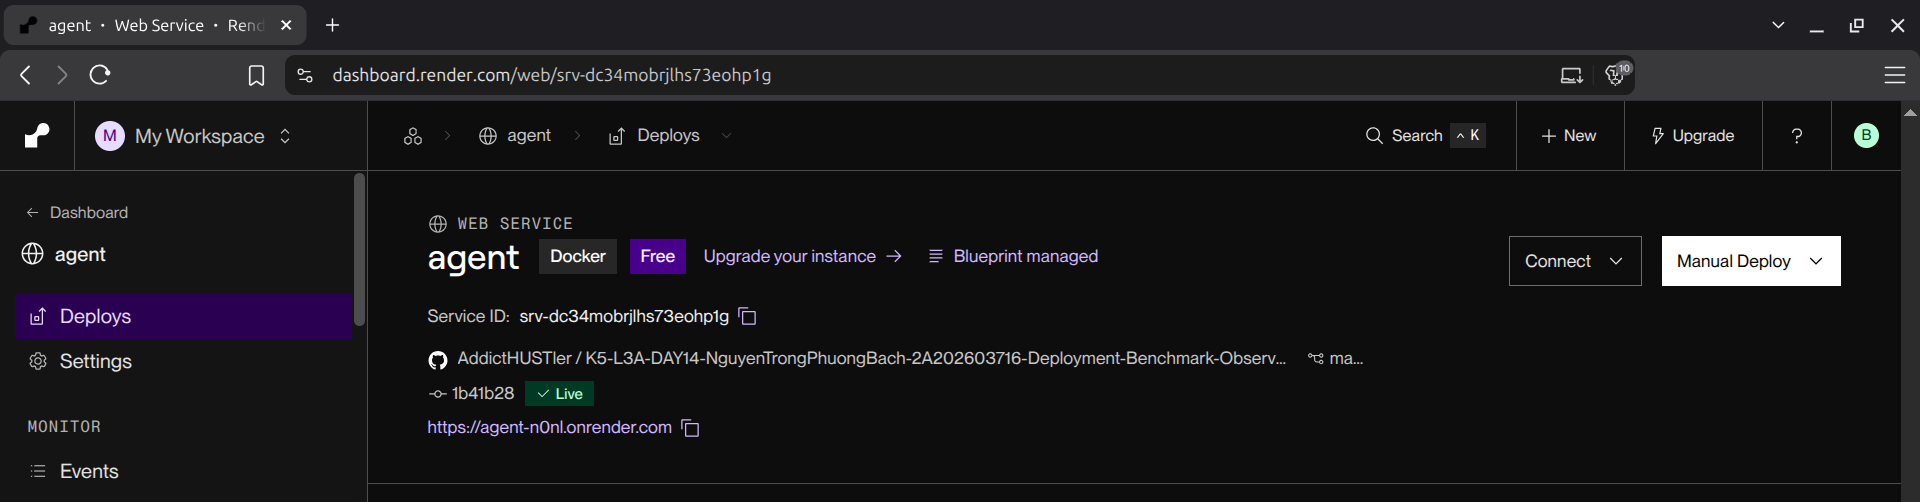 agent · Web Service · Rend
dashboard.render.com/web/srv-dc34mobrjlhs73eohp1g
10
M My Workspace
agent
Deploys
Search ^ K
+ New
Upgrade
?
B
← Dashboard
agent
Deploys
Settings
MONITOR
Events
WEB SERVICE
agent Docker Free Upgrade your instance → Blueprint managed
Connect
Manual Deploy
Service ID: srv-dc34mobrjlhs73eohp1g
AddictHUSTler / K5-L3A-DAY14-NguyenTrongPhuongBach-2A202603716-Deployment-Benchmark-Observ... ma...
1b41b28 Live
https://agent-n0nl.onrender.com